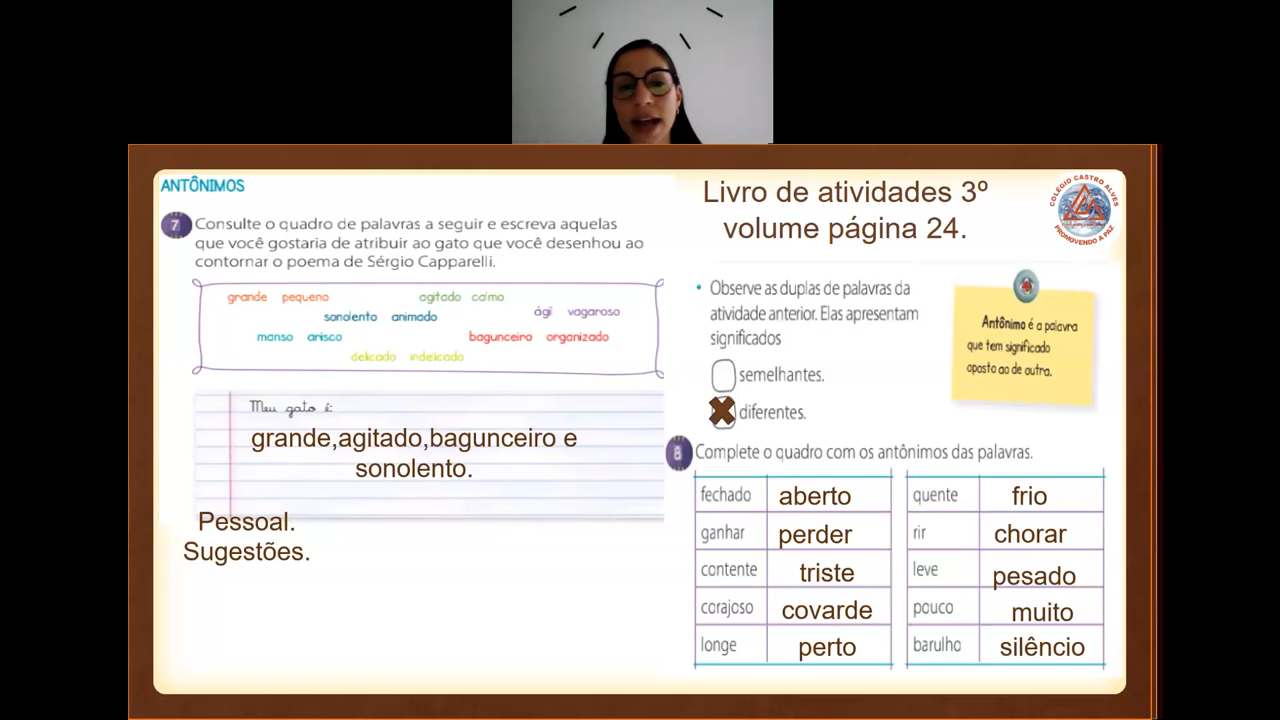 ANTÔNIMOS
7 Consulte o quadro de palavras a seguir e escreva aquelas
que você gostaria de atribuir ao gato que você desenhou ao
contornar o poema de Sérgio Capparelli.
grande pequeno agitado calmo
sonolento animado ágil vagaroso
manso arisco bagunceiro organizado
delicado indelicado
Meu gato é:
grande,agitado,bagunceiro e
sonolento.
Pessoal.
Sugestões.
Livro de atividades 3º
volume página 24.
COLÉGIO CASTRO ALVES
PROMOVENDO A PAZ
• Observe as duplas de palavras da
atividade anterior. Elas apresentam
significados
semelhantes.
diferentes.
Antônimo é a palavra
que tem significado
oposto ao de outra.
8 Complete o quadro com os antônimos das palavras.
fechado aberto quente frio
ganhar perder rir chorar
contente triste leve pesado
corajoso covarde pouco muito
longe perto barulho silêncio